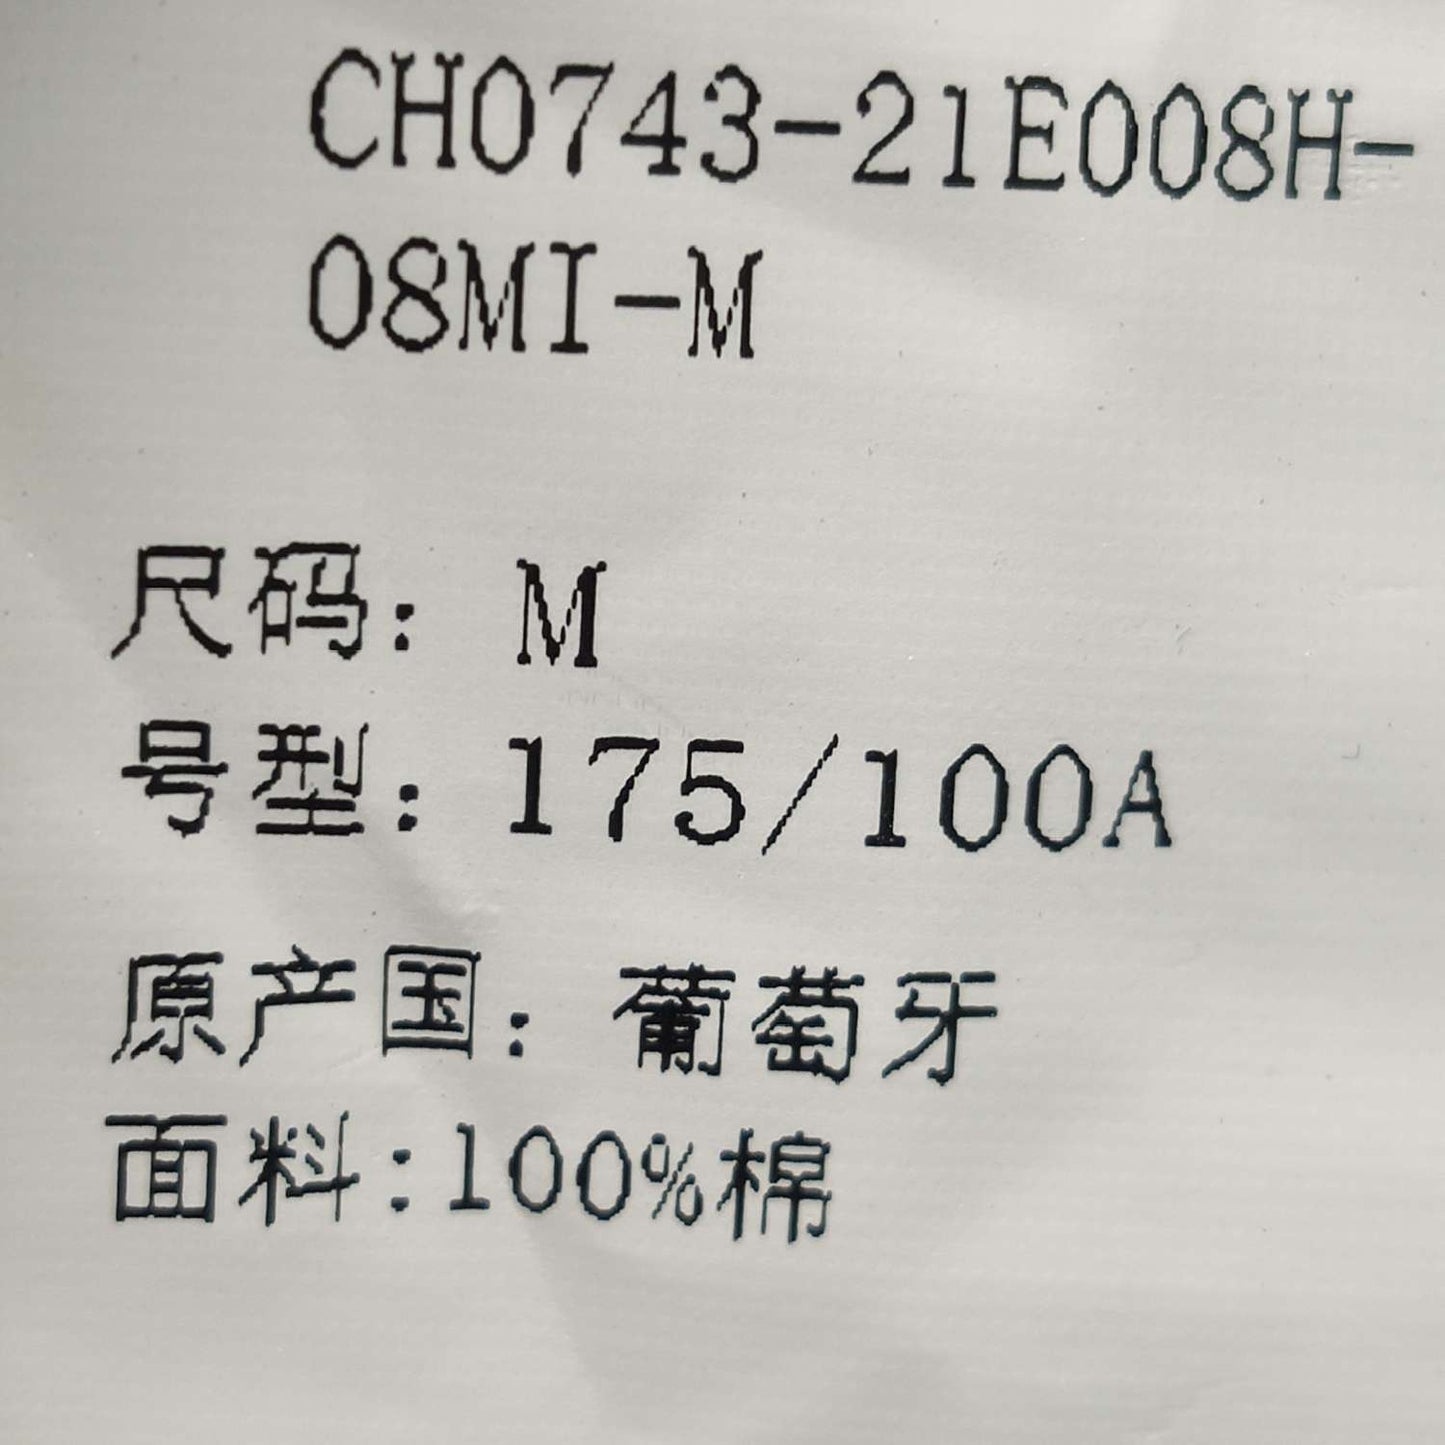 CH0743-21E008H-
08MI-M
尺码：M
号型：175/100A
原产国：葡萄牙
面料:100%棉